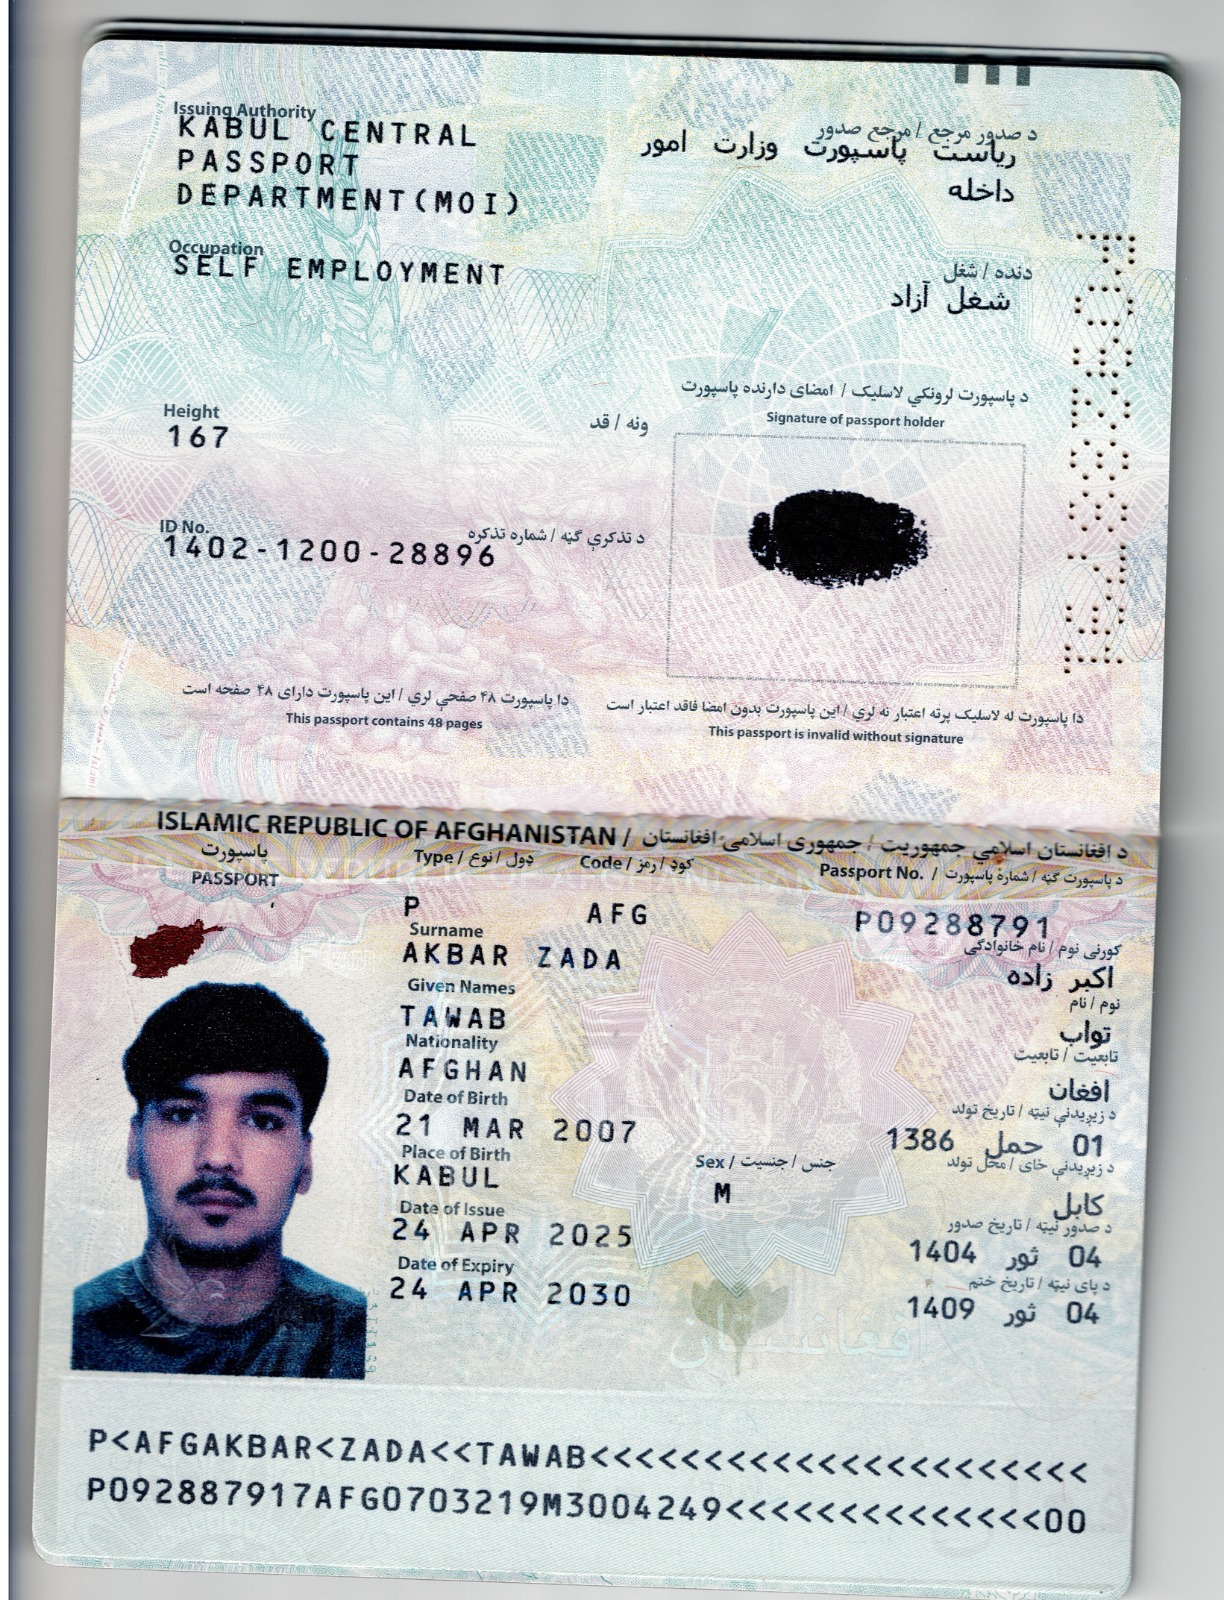 Issuing Authority
د صدور مرجع / مرجع صدور
KABUL CENTRAL
PASSPORT
DEPARTMENT(MOI)
ریاست پاسپورت وزارت امور
داخله
Occupation
دنده / شغل
SELF EMPLOYMENT
شغل آزاد
د پاسپورت لرونکي لاسلیک / امضای دارنده پاسپورت
Signature of passport holder
Height
ونه / قد
167
ID No.
د تذکرې ګڼه / شماره تذکره
1402-1200-28896
دا پاسپورت ۴۸ صفحې لري / این پاسپورت دارای ۴۸ صفحه است
This passport contains 48 pages
دا پاسپورت له لاسلیک پرته اعتبار نه لري / این پاسپورت بدون امضا فاقد اعتبار است
This passport is invalid without signature
ISLAMIC REPUBLIC OF AFGHANISTAN / د افغانستان اسلامي جمهوریت / جمهوری اسلامی افغانستان
پاسپورت
PASSPORT
Type / ډول / نوع
Code / کوډ / رمز
Passport No. / د پاسپورت ګڼه / شماره پاسپورت
P
AFG
P09288791
Surname
کورنی نوم / نام خانوادگی
AKBAR ZADA
اکبر زاده
Given Names
نوم / نام
TAWAB
تواب
Nationality
تابعیت / تابعیت
AFGHAN
افغان
Date of Birth
د زیږیدنې نیټه / تاریخ تولد
21 MAR 2007
01 حمل 1386
Place of Birth
د زیږیدنې ځای / محل تولد
KABUL
کابل
Sex / جنس / جنسیت
M
Date of Issue
د صدور نیټه / تاریخ صدور
24 APR 2025
04 ثور 1404
Date of Expiry
د پای نیټه / تاریخ ختم
24 APR 2030
04 ثور 1409
افغانستان
P<AFGAKBAR<ZADA<<TAWAB<<<<<<<<<<<<<<<<<<<<<<
P092887917AFG0703219M3004249<<<<<<<<<<<<<<00